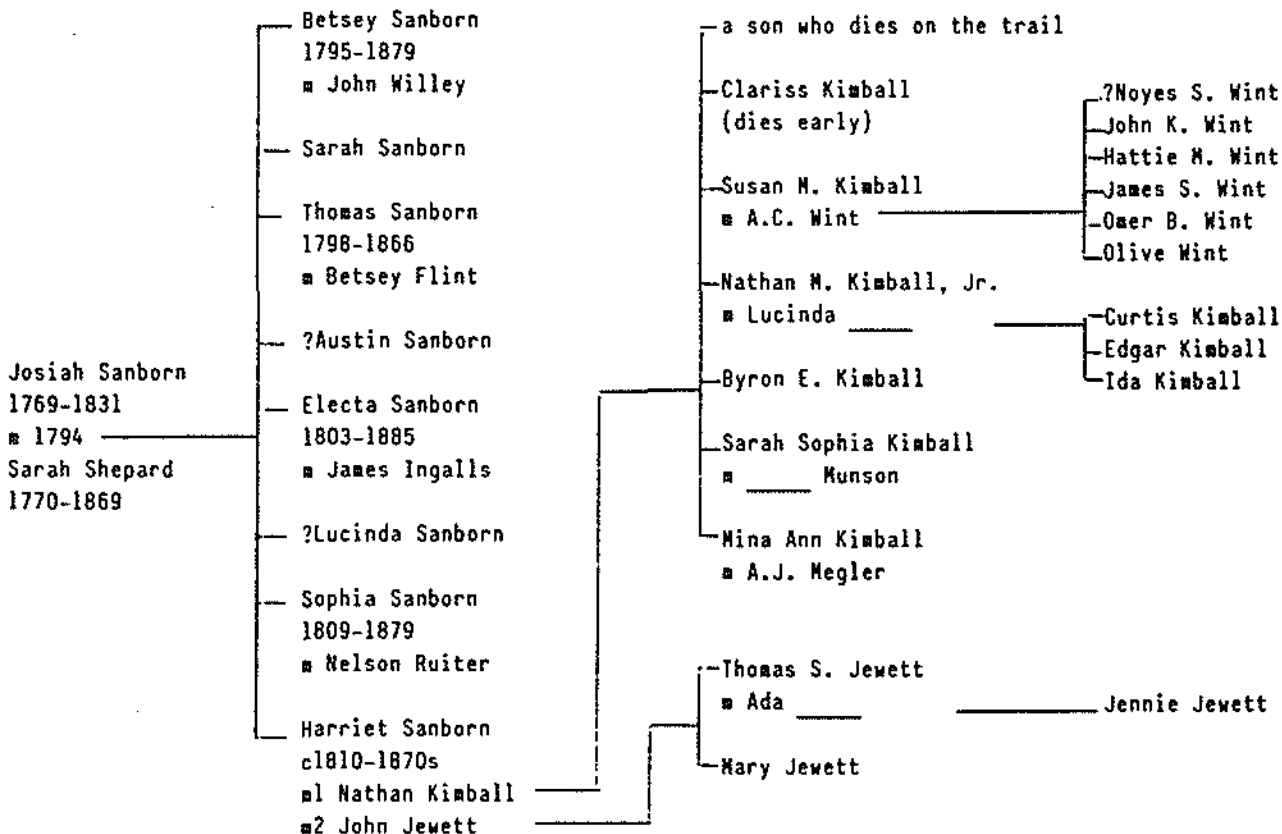 Josiah Sanborn
1769-1831
m 1794
Sarah Shepard
1770-1869
Betsey Sanborn
1795-1879
m John Willey
Sarah Sanborn
Thomas Sanborn
1798-1866
m Betsey Flint
?Austin Sanborn
Electa Sanborn
1803-1885
m James Ingalls
?Lucinda Sanborn
Sophia Sanborn
1809-1879
m Nelson Ruiter
Harriet Sanborn
c1810-1870s
m1 Nathan Kimball
m2 John Jewett
a son who dies on the trail
Clariss Kimball
(dies early)
Susan M. Kimball
m A.C. Wint
Nathan M. Kimball, Jr.
m Lucinda ____
Byron E. Kimball
Sarah Sophia Kimball
m ____ Munson
Mina Ann Kimball
m A.J. Megler
Thomas S. Jewett
m Ada ____
Mary Jewett
?Noyes S. Wint
John K. Wint
Hattie M. Wint
James S. Wint
Omer B. Wint
Olive Wint
Curtis Kimball
Edgar Kimball
Ida Kimball
Jennie Jewett